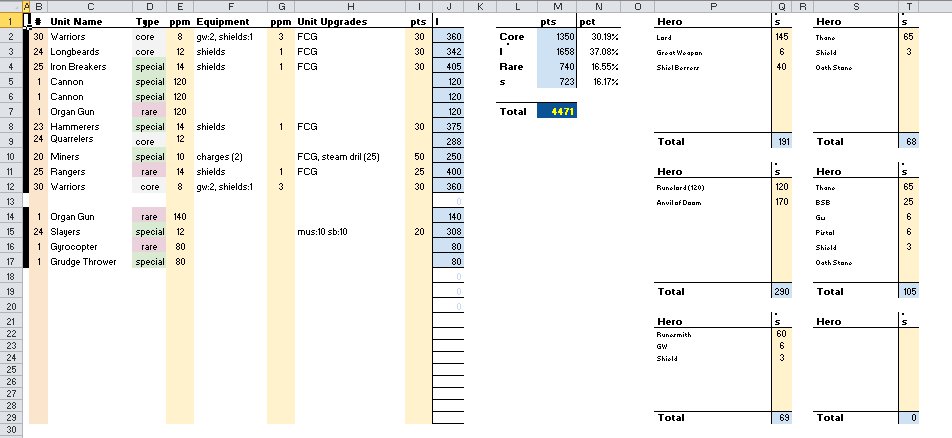 A B C D E F G H I J K L M N O P Q R S T
1 # Unit Name Type ppm Equipment ppm Unit Upgrades pts l pts pct Hero s Hero s
2 30 Warriors core 8 gw:2, shields:1 3 FCG 30 360 Core 1350 30.19% Lord 145 Thane 65
3 24 Longbeards core 12 shields 1 FCG 30 342 l 1658 37.08% Great Weapon 6 Shield 3
4 25 Iron Breakers special 14 shields 1 FCG 30 405 Rare 740 16.55% Shiel Berrers 40 Oath Stone
5 1 Cannon special 120 120 s 723 16.17%
6 1 Cannon special 120 120
7 1 Organ Gun rare 120 120 Total 4471
8 23 Hammerers special 14 shields 1 FCG 30 375
9 24 Quarrelers core 12 288 Total 191 Total 68
10 20 Miners special 10 charges (2) FCG, steam dril (25) 50 250
11 25 Rangers rare 14 shields 1 FCG 25 400 Hero s Hero s
12 30 Warriors core 8 gw:2, shields:1 3 30 360 Runelord (120) 120 Thane 65
13 0 Anvil of Doom 170 BSB 25
14 1 Organ Gun rare 140 140 6
15 24 Slayers special 12 mus:10 sb:10 20 308 Pistol 6
16 1 Gyrocopter rare 80 80 Shield 3
17 1 Grudge Thrower special 80 80 Oath Stone
18 0
19 0 Total 290 Total 105
20 0
21 Hero s Hero s
22 Runesmith 60
23 GW 6
24 Shield 3
25
26
27
28
29 Total 69 Total 0
30